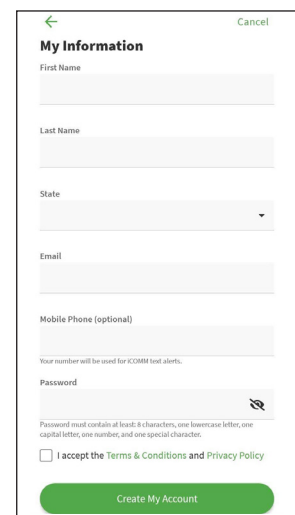 Cancel
My Information
First Name
Last Name
State
Email
Mobile Phone (optional)
Your number will be used for iCOMM text alerts.
Password
Password must contain at least: 8 characters, one lowercase letter, one
capital letter, one number, and one special character.
I accept the Terms & Conditions and Privacy Policy
Create My Account